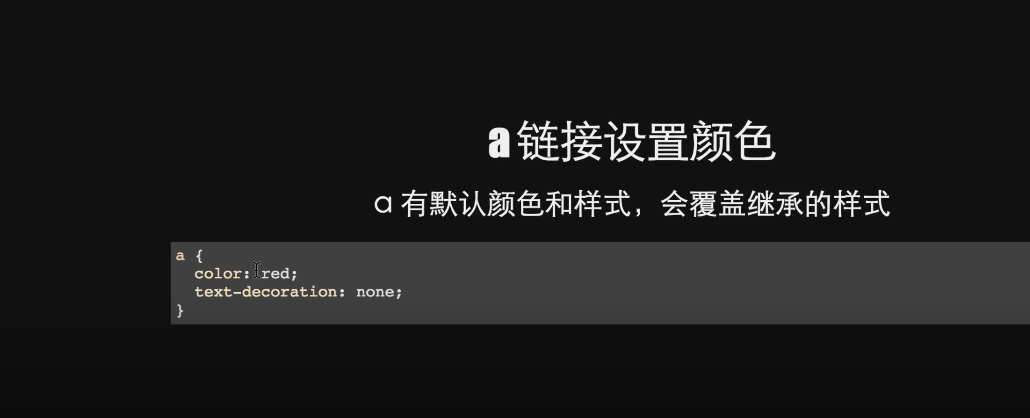 a 链接设置颜色
a 有默认颜色和样式，会覆盖继承的样式
a {
  color: red;
  text-decoration: none;
}